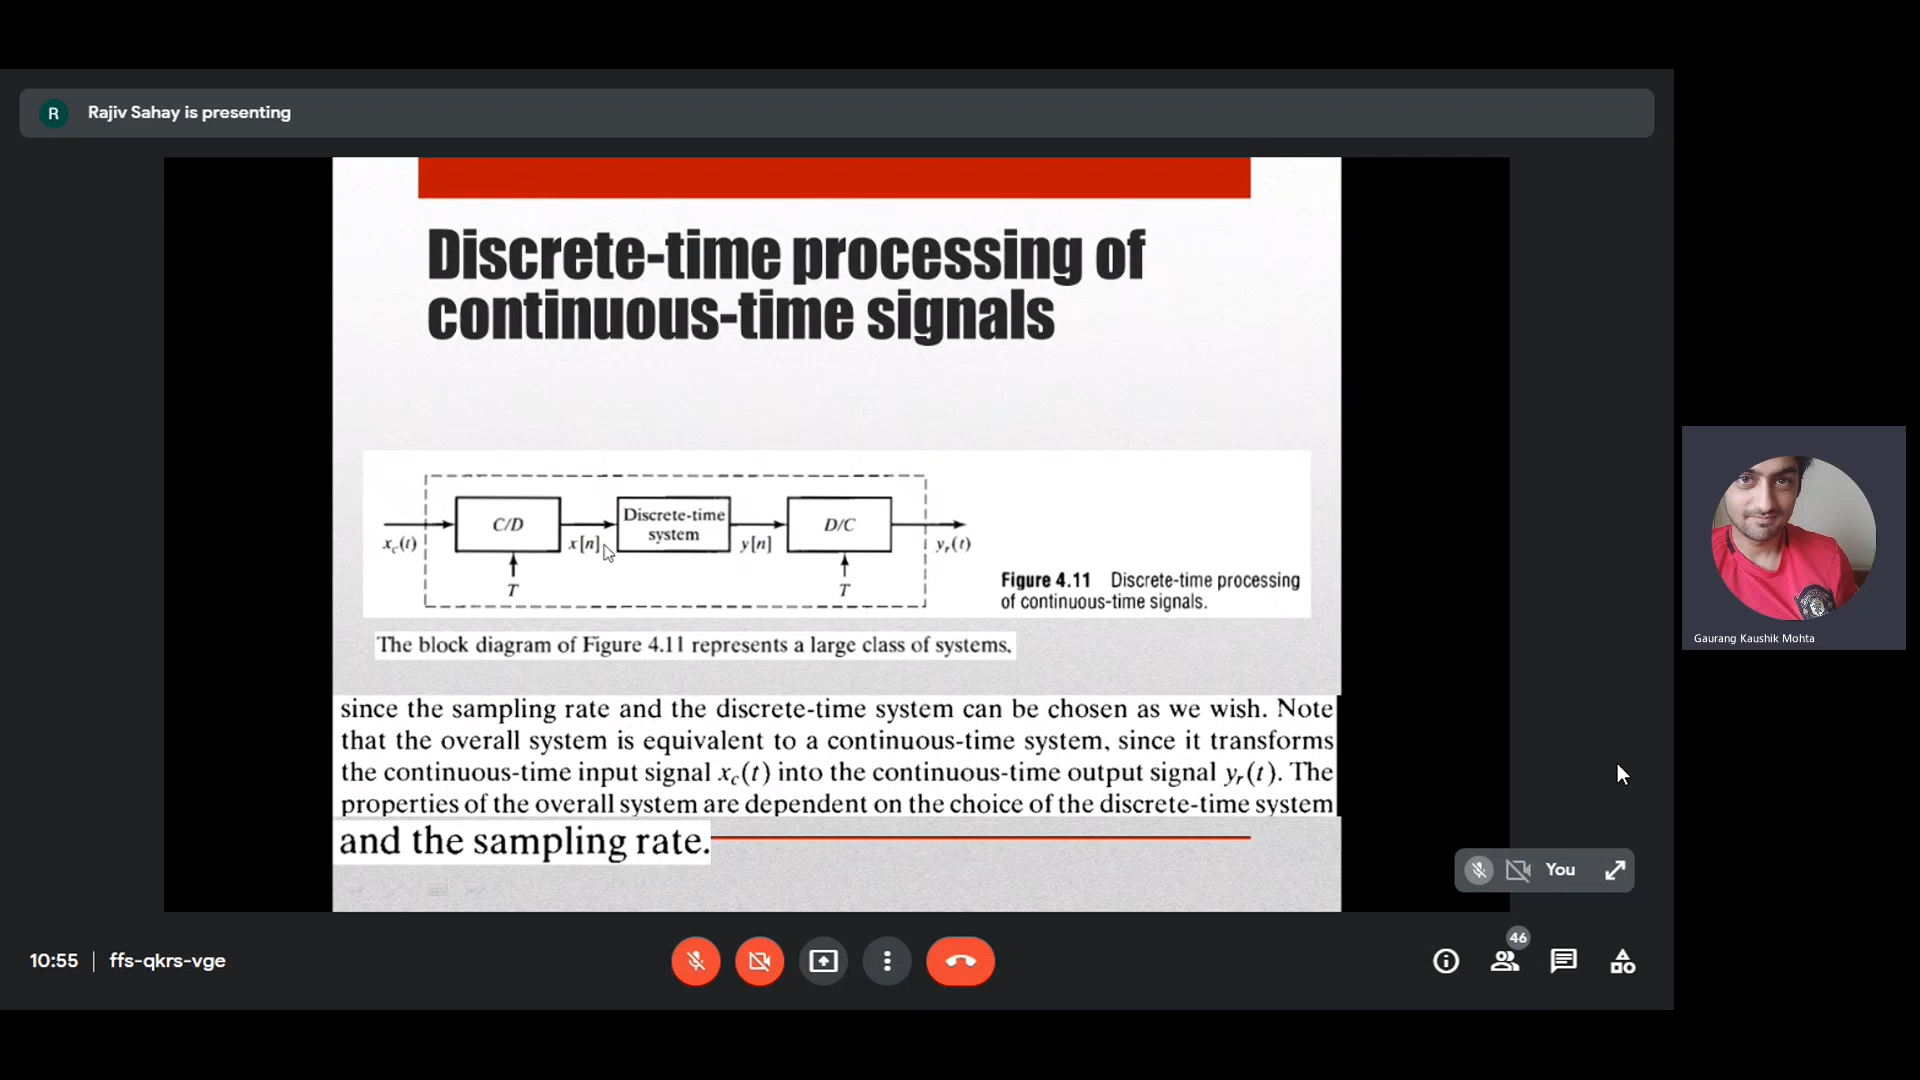 R
Rajiv Sahay is presenting
Discrete-time processing of
continuous-time signals
C/D
Discrete-time
system
D/C
x_c(t)
x[n]
y[n]
y_r(t)
T
T
Figure 4.11 Discrete-time processing
of continuous-time signals.
The block diagram of Figure 4.11 represents a large class of systems,
since the sampling rate and the discrete-time system can be chosen as we wish. Note
that the overall system is equivalent to a continuous-time system, since it transforms
the continuous-time input signal x_c(t) into the continuous-time output signal y_r(t). The
properties of the overall system are dependent on the choice of the discrete-time system
and the sampling rate.
Gaurang Kaushik Mohta
You
10:55 | ffs-qkrs-vge
46